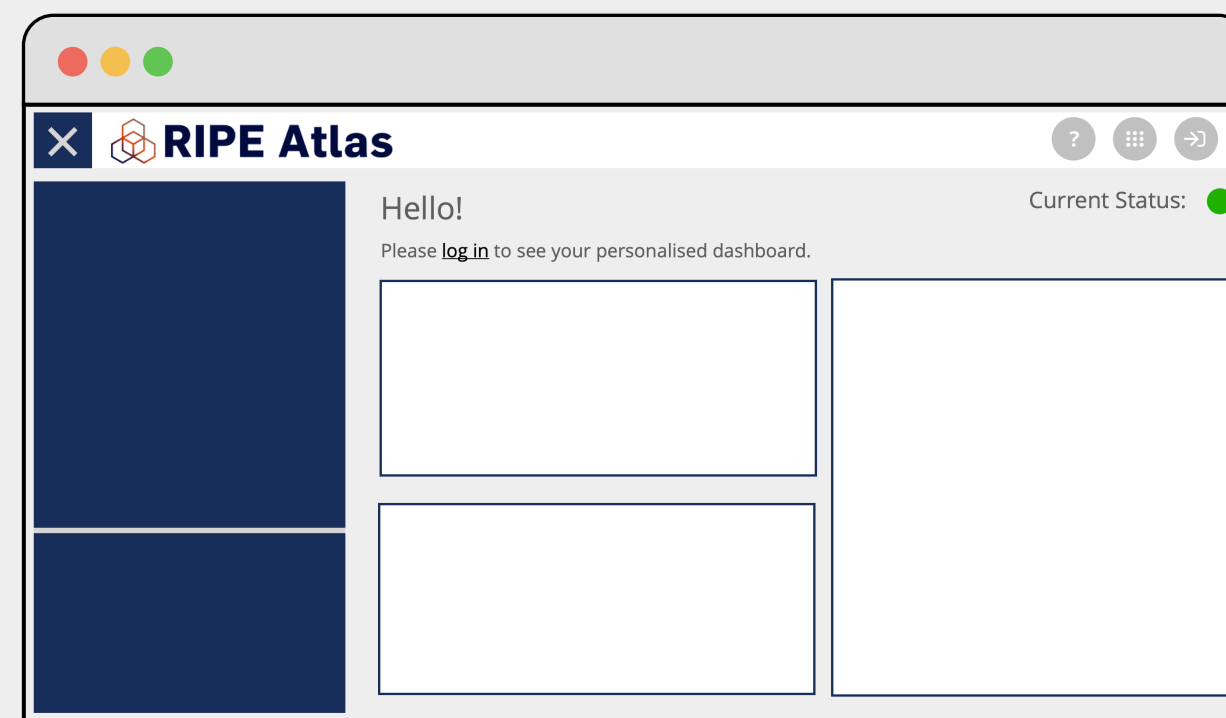 RIPE Atlas
?
Hello!
Current Status:
Please log in to see your personalised dashboard.